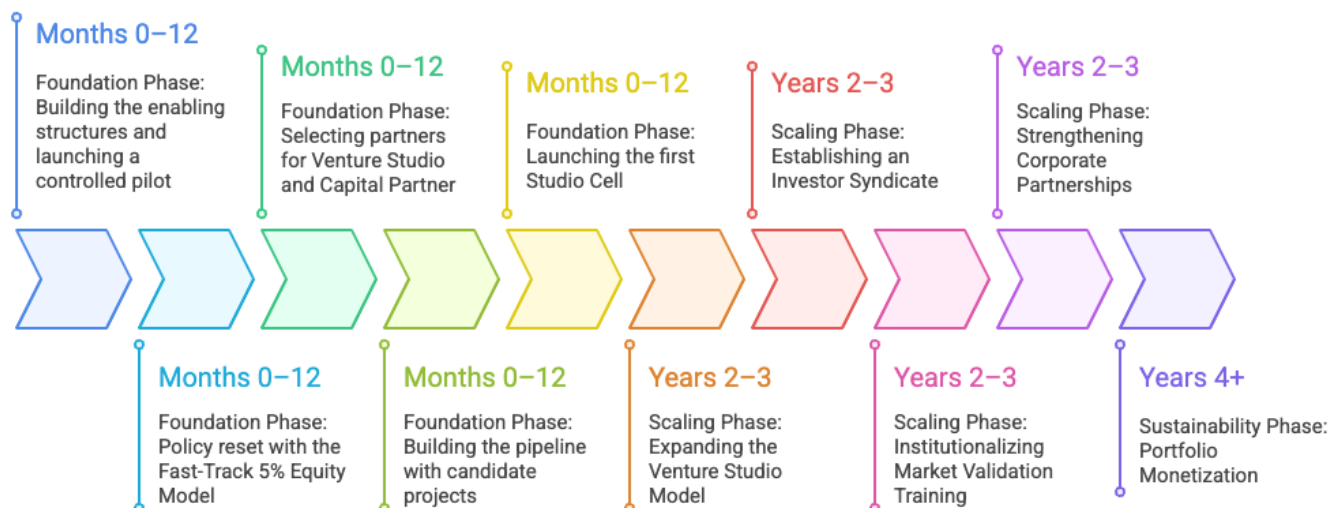 Months 0–12
Foundation Phase:
Building the enabling
structures and
launching a
controlled pilot
Months 0–12
Foundation Phase:
Policy reset with the
Fast-Track 5% Equity
Model
Months 0–12
Foundation Phase:
Selecting partners
for Venture Studio
and Capital Partner
Months 0–12
Foundation Phase:
Building the pipeline
with candidate
projects
Months 0–12
Foundation Phase:
Launching the first
Studio Cell
Years 2–3
Scaling Phase:
Expanding the
Venture Studio
Model
Years 2–3
Scaling Phase:
Establishing an
Investor Syndicate
Years 2–3
Scaling Phase:
Institutionalizing
Market Validation
Training
Years 2–3
Scaling Phase:
Strengthening
Corporate
Partnerships
Years 4+
Sustainability Phase:
Portfolio
Monetization